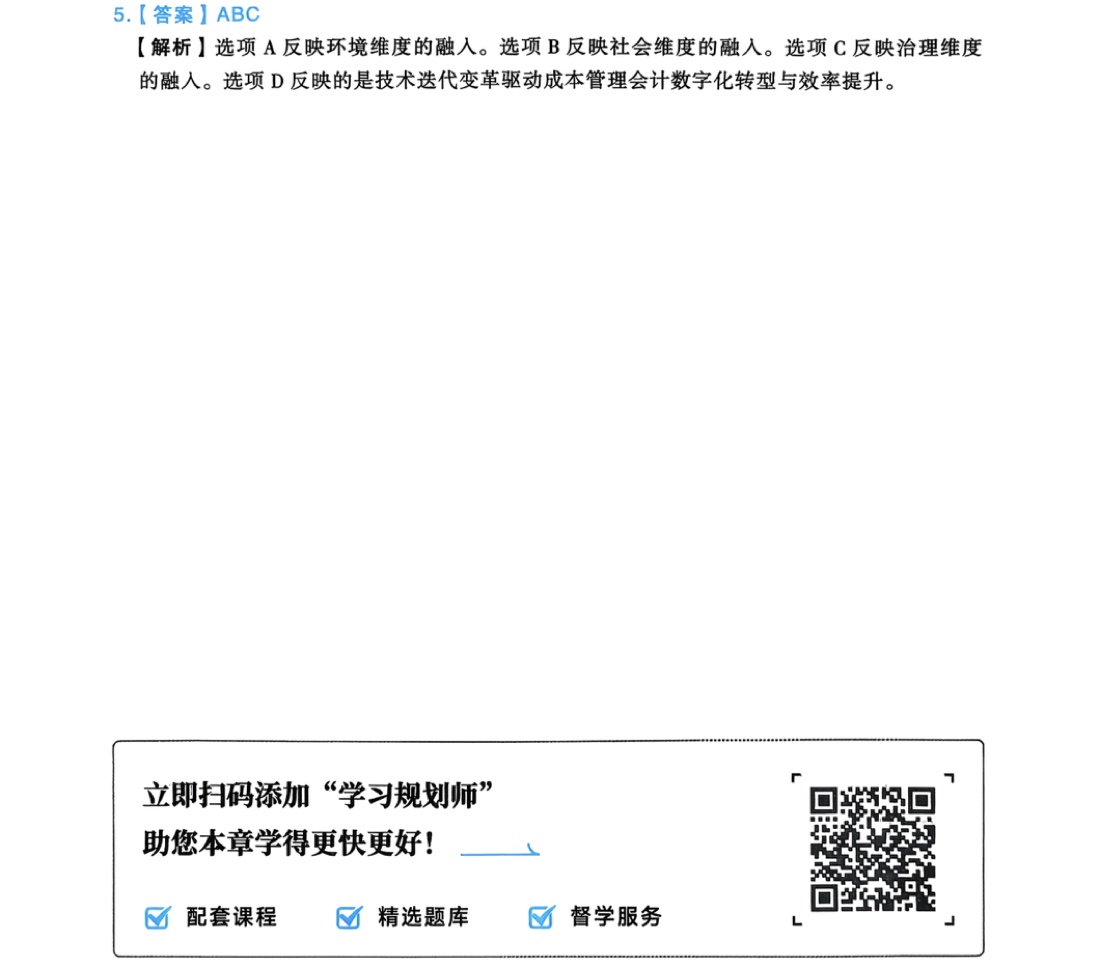 5.【答案】ABC
【解析】选项 A 反映环境维度的融入。选项 B 反映社会维度的融入。选项 C 反映治理维度
的融入。选项 D 反映的是技术迭代变革驱动成本管理会计数字化转型与效率提升。
立即扫码添加“学习规划师”
助您本章学得更快更好！
配套课程
精选题库
督学服务